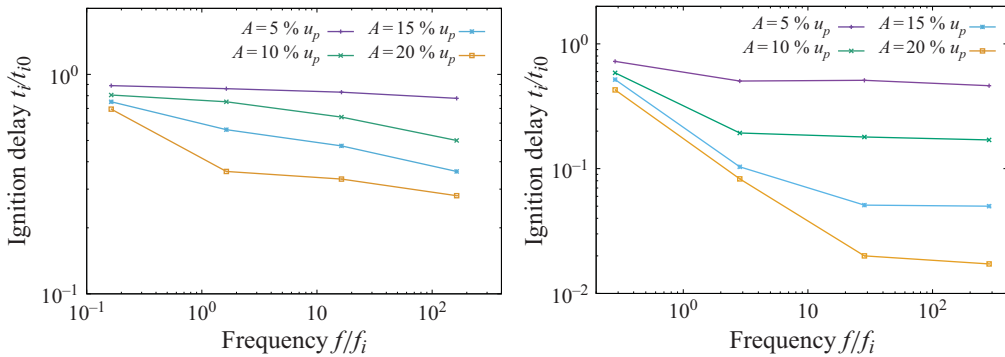 A = 5 % u_p A = 15 % u_p
A = 10 % u_p A = 20 % u_p
10^0
10^-1
Ignition delay t_i/t_i0
10^-1 10^0 10^1 10^2
Frequency f/f_i
A = 5 % u_p A = 15 % u_p
A = 10 % u_p A = 20 % u_p
10^0
10^-1
10^-2
Ignition delay t_i/t_i0
10^0 10^1 10^2
Frequency f/f_i